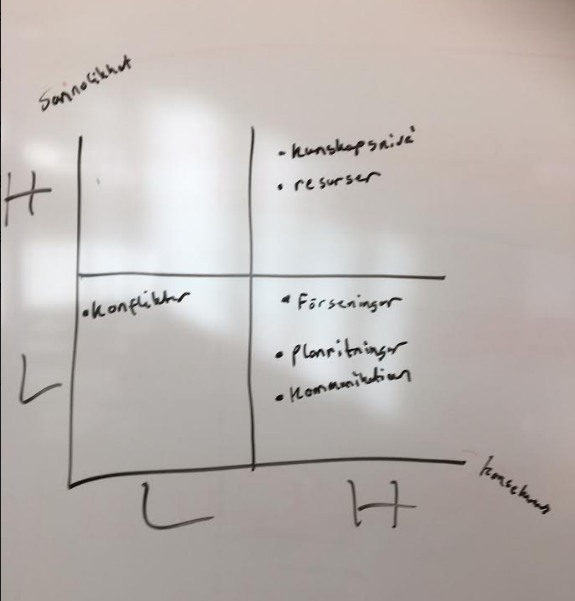 Sannolikhet
H
- kunskapsnivå
• resurser
• Konflikter
• Förseningar
L
• Planritningar
• Kommunikation
L
H
konsekvens